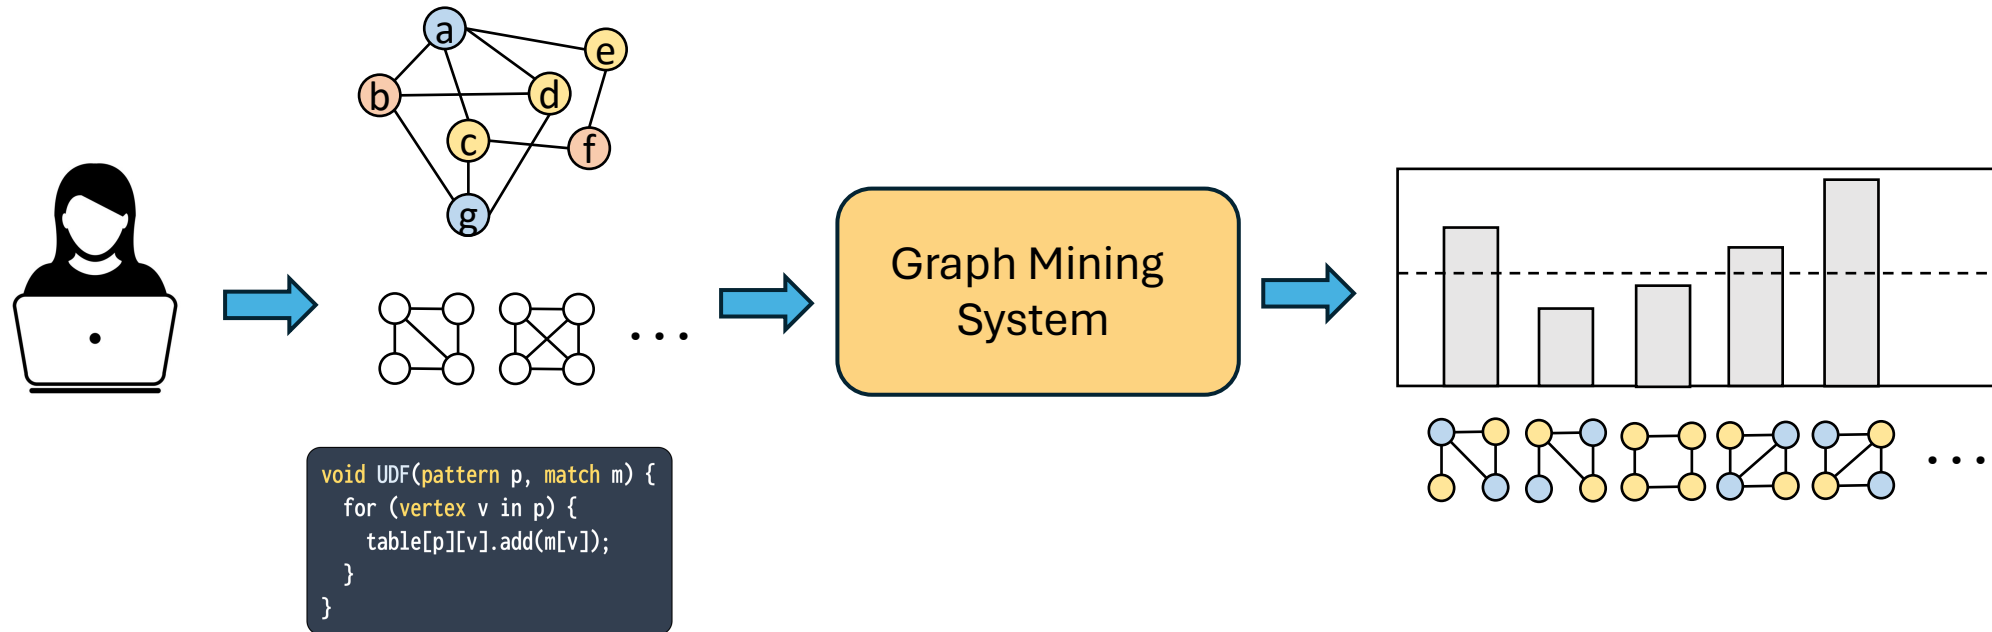 a
e
b
d
c
f
g
Graph Mining
System
void UDF(pattern p, match m) {
for (vertex v in p) {
table[p][v].add(m[v]);
}
}